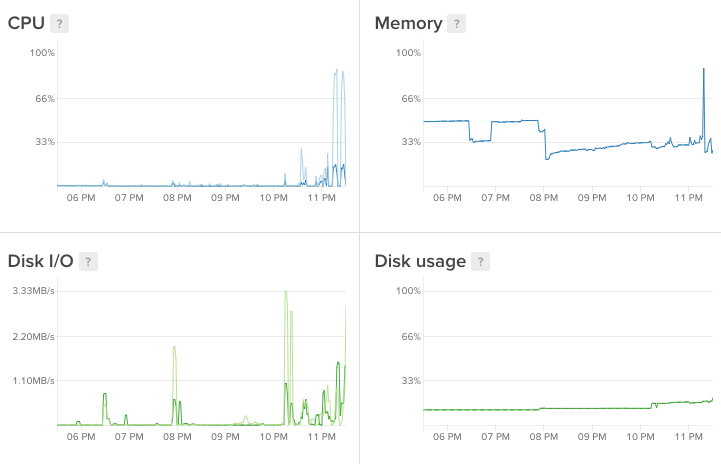 CPU ?
100%
66%
33%
06 PM 07 PM 08 PM 09 PM 10 PM 11 PM
Memory ?
100%
66%
33%
06 PM 07 PM 08 PM 09 PM 10 PM 11 PM
Disk I/O ?
3.33MB/s
2.20MB/s
1.10MB/s
06 PM 07 PM 08 PM 09 PM 10 PM 11 PM
Disk usage ?
100%
66%
33%
06 PM 07 PM 08 PM 09 PM 10 PM 11 PM